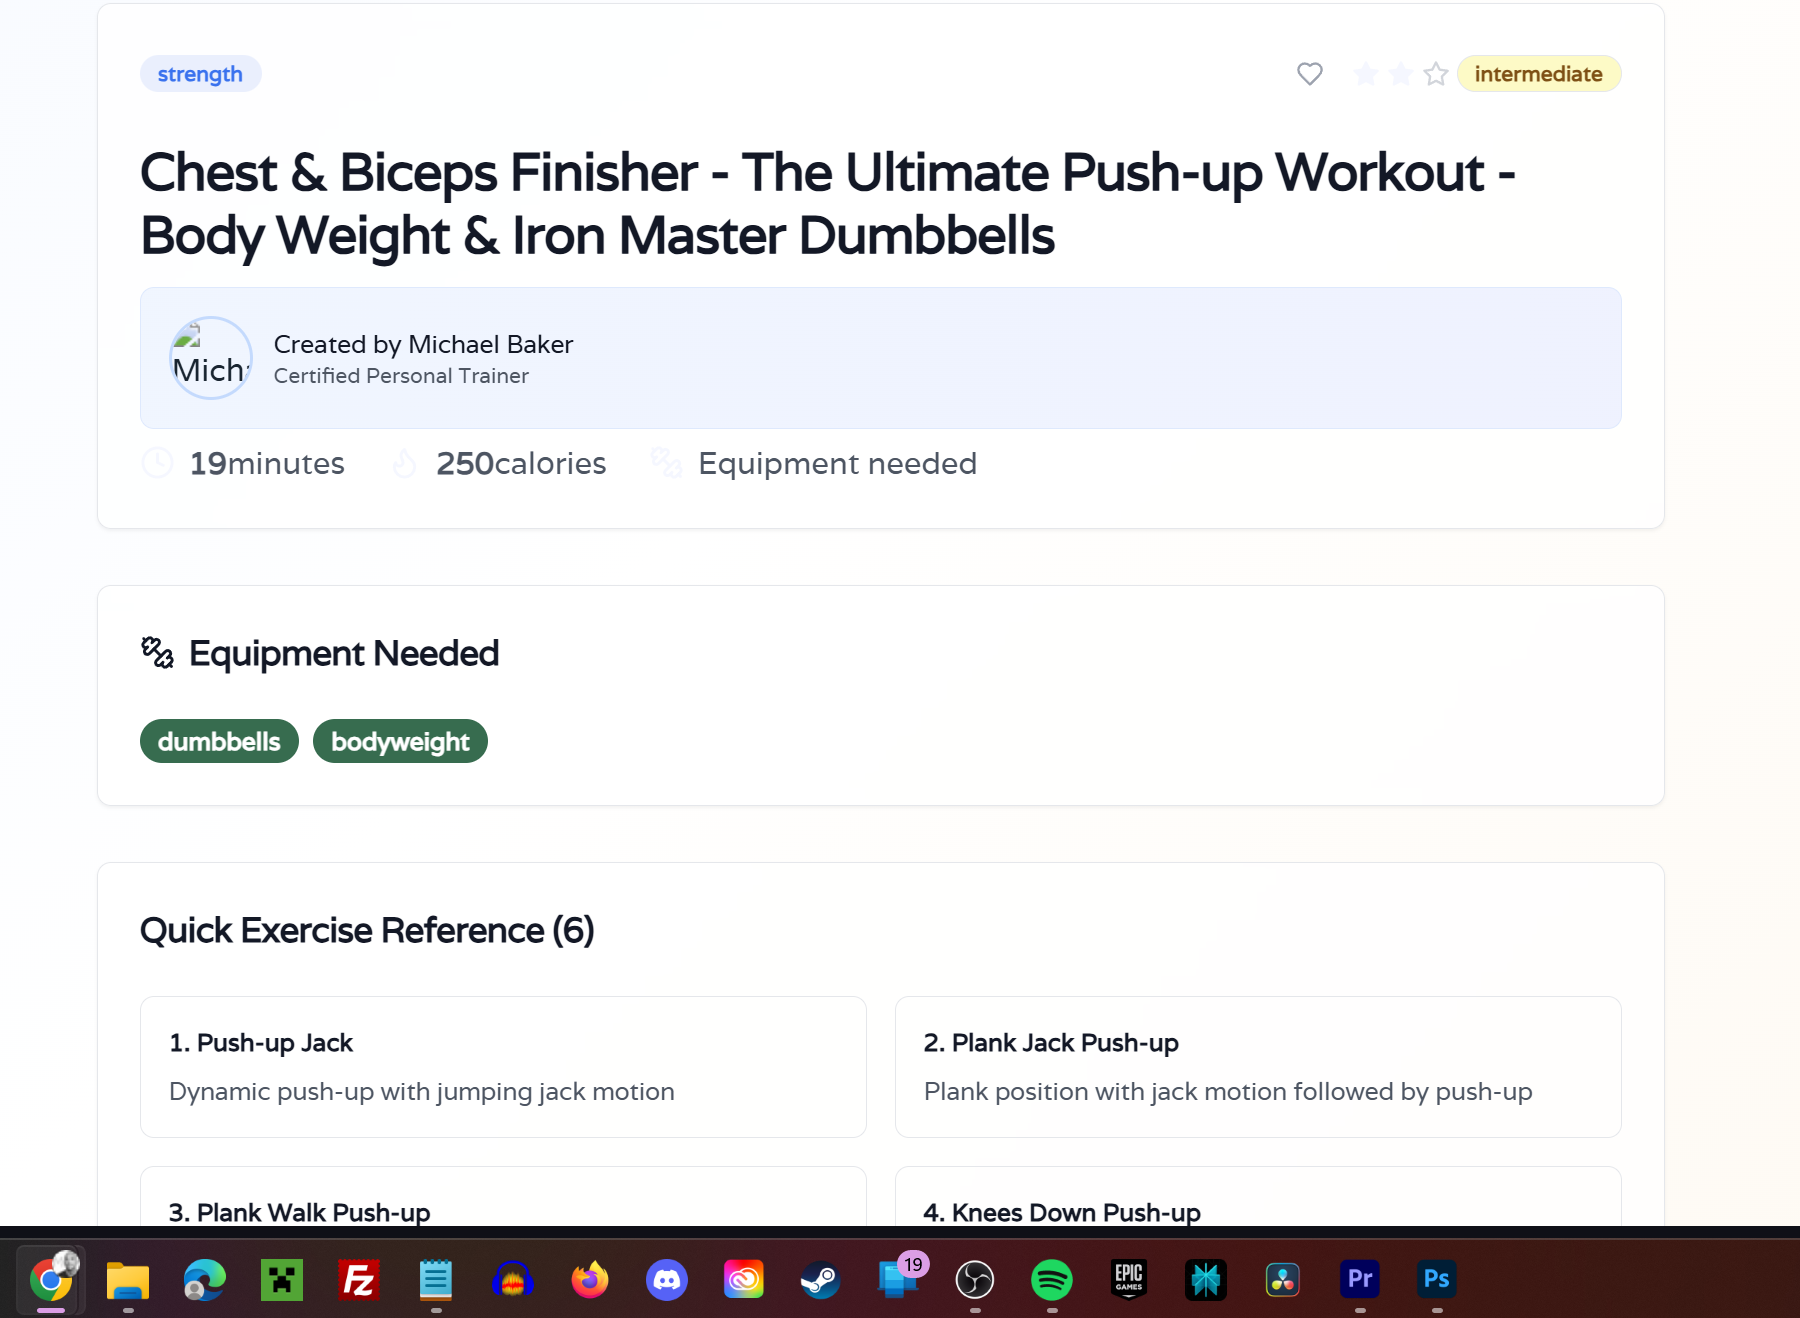 strength
intermediate
Chest & Biceps Finisher - The Ultimate Push-up Workout -
Body Weight & Iron Master Dumbbells
Micha
Created by Michael Baker
Certified Personal Trainer
19minutes
250calories
Equipment needed
Equipment Needed
dumbbells
bodyweight
Quick Exercise Reference (6)
1. Push-up Jack
Dynamic push-up with jumping jack motion
2. Plank Jack Push-up
Plank position with jack motion followed by push-up
3. Plank Walk Push-up
4. Knees Down Push-up
Fz
19
EPIC
GAMES
Pr
Ps